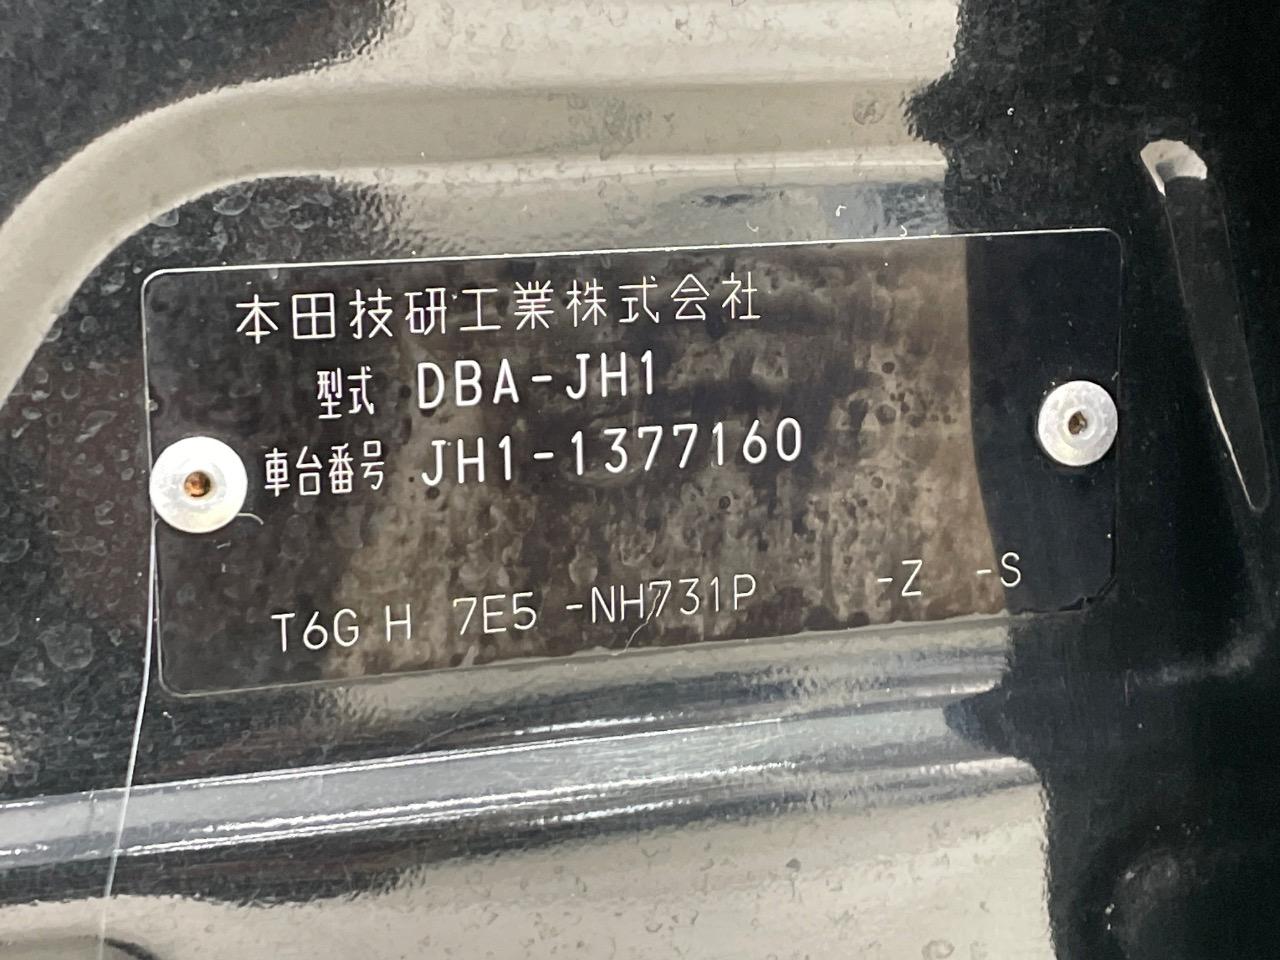 本田技研工業株式会社
型式 DBA-JH1
車台番号 JH1-1377160
T6G H 7E5 -NH731P -Z -S